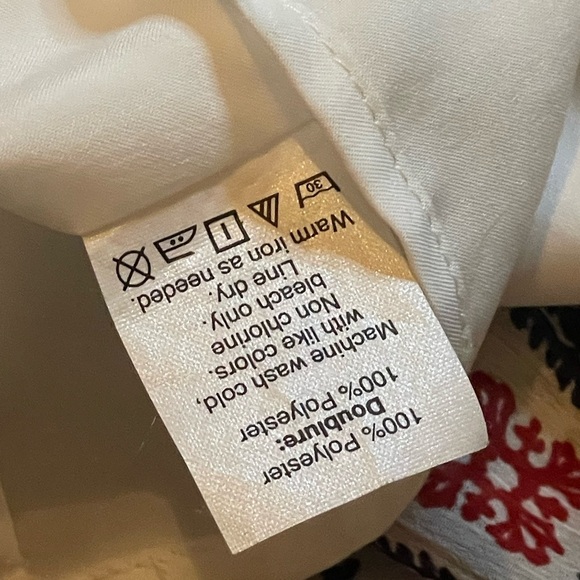 100% Polyester
Doublure:
100% Polyester
Machine wash cold,
with like colors.
Non chlorine
bleach only.
Line dry.
Warm iron as needed.
30